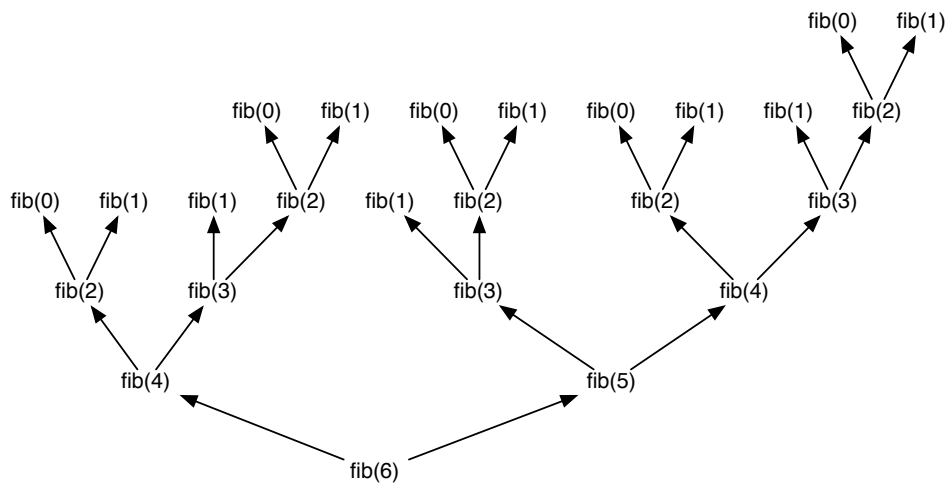 fib(0) fib(1)
fib(0) fib(1) fib(0) fib(1) fib(0) fib(1) fib(1) fib(2)
fib(0) fib(1) fib(1) fib(2) fib(1) fib(2) fib(2) fib(3)
fib(2) fib(3) fib(3) fib(4)
fib(4) fib(5)
fib(6)